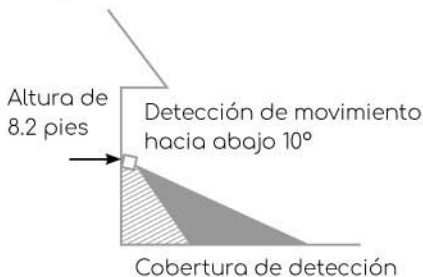 Altura de
8.2 pies
Detección de movimiento
hacia abajo 10°
Cobertura de detección